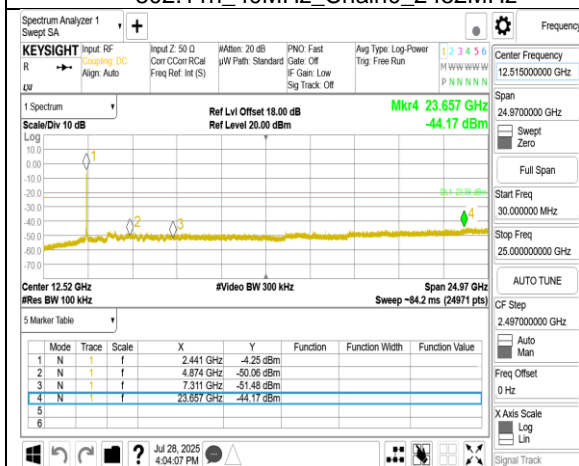 802.11n_40MHz_Chain0_2452MHz
Spectrum Analyzer 1
Swept SA
+
Frequency
KEYSIGHT Input: RF
R Coupling: DC
Align: Auto
LXI
Input Z: 50 Ω
Corr CCorr RCal
Freq Ref: Int (S)
#Atten: 20 dB
µW Path: Standard
PNO: Fast
Gate: Off
IF Gain: Low
Sig Track: Off
Avg Type: Log-Power
Trig: Free Run
1 2 3 4 5 6
M W W W W W
P N N N N N
1 Spectrum
Scale/Div 10 dB
Ref Lvl Offset 18.00 dB
Ref Level 20.00 dBm
Mkr4 23.657 GHz
-44.17 dBm
Log
10.0
0.00
-10.0
-20.0
-30.0
-40.0
-50.0
-60.0
-70.0
1
2
3
4
Center 12.52 GHz
#Res BW 100 kHz
#Video BW 300 kHz
Span 24.97 GHz
Sweep ~84.2 ms (24971 pts)
5 Marker Table
Mode Trace Scale X Y Function Function Width Function Value
1 N 1 f 2.441 GHz -4.25 dBm
2 N 1 f 4.874 GHz -50.06 dBm
3 N 1 f 7.311 GHz -51.48 dBm
4 N 1 f 23.657 GHz -44.17 dBm
5
6
Center Frequency
12.515000000 GHz
Span
24.9700000 GHz
Swept
Zero
Full Span
Start Freq
30.000000 MHz
Stop Freq
25.000000000 GHz
AUTO TUNE
CF Step
2.497000000 GHz
Auto
Man
Freq Offset
0 Hz
X Axis Scale
Log
Lin
Signal Track
?
Jul 28, 2025
4:04:07 PM